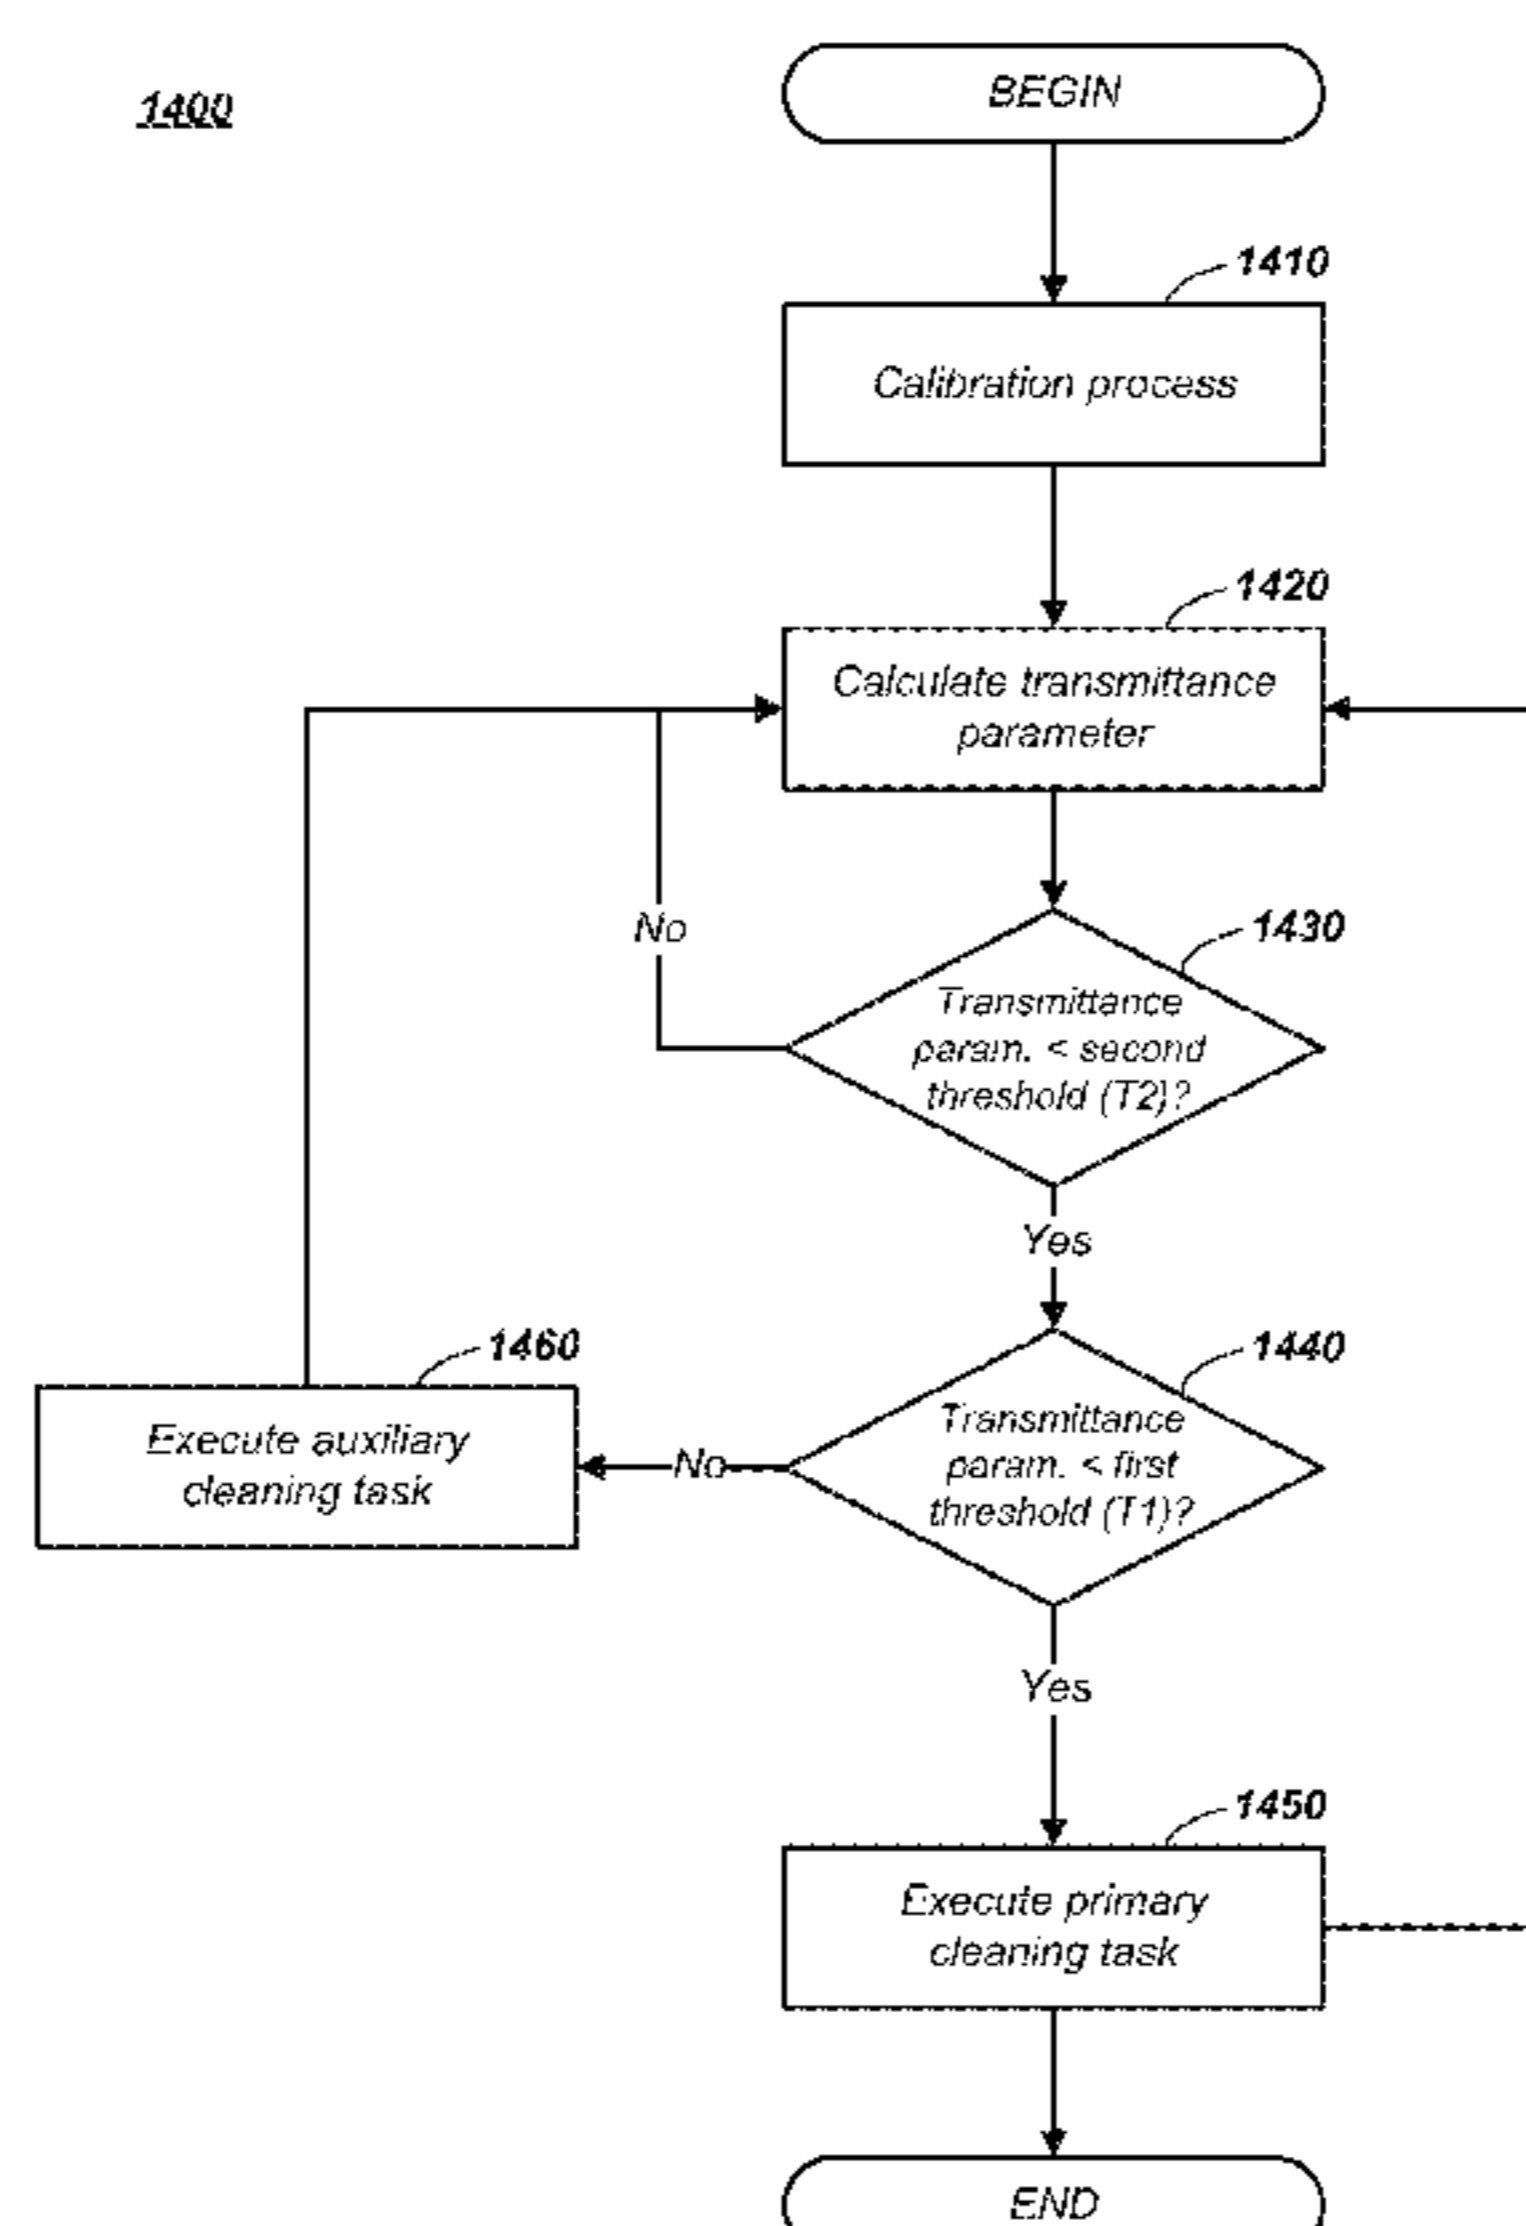 1400
BEGIN
1410
Calibration process
1420
Calculate transmittance
parameter
No
1430
Transmittance
param. < second
threshold (T2)?
Yes
1460
Execute auxiliary
cleaning task
No
1440
Transmittance
param. < first
threshold (T1)?
Yes
1450
Execute primary
cleaning task
END